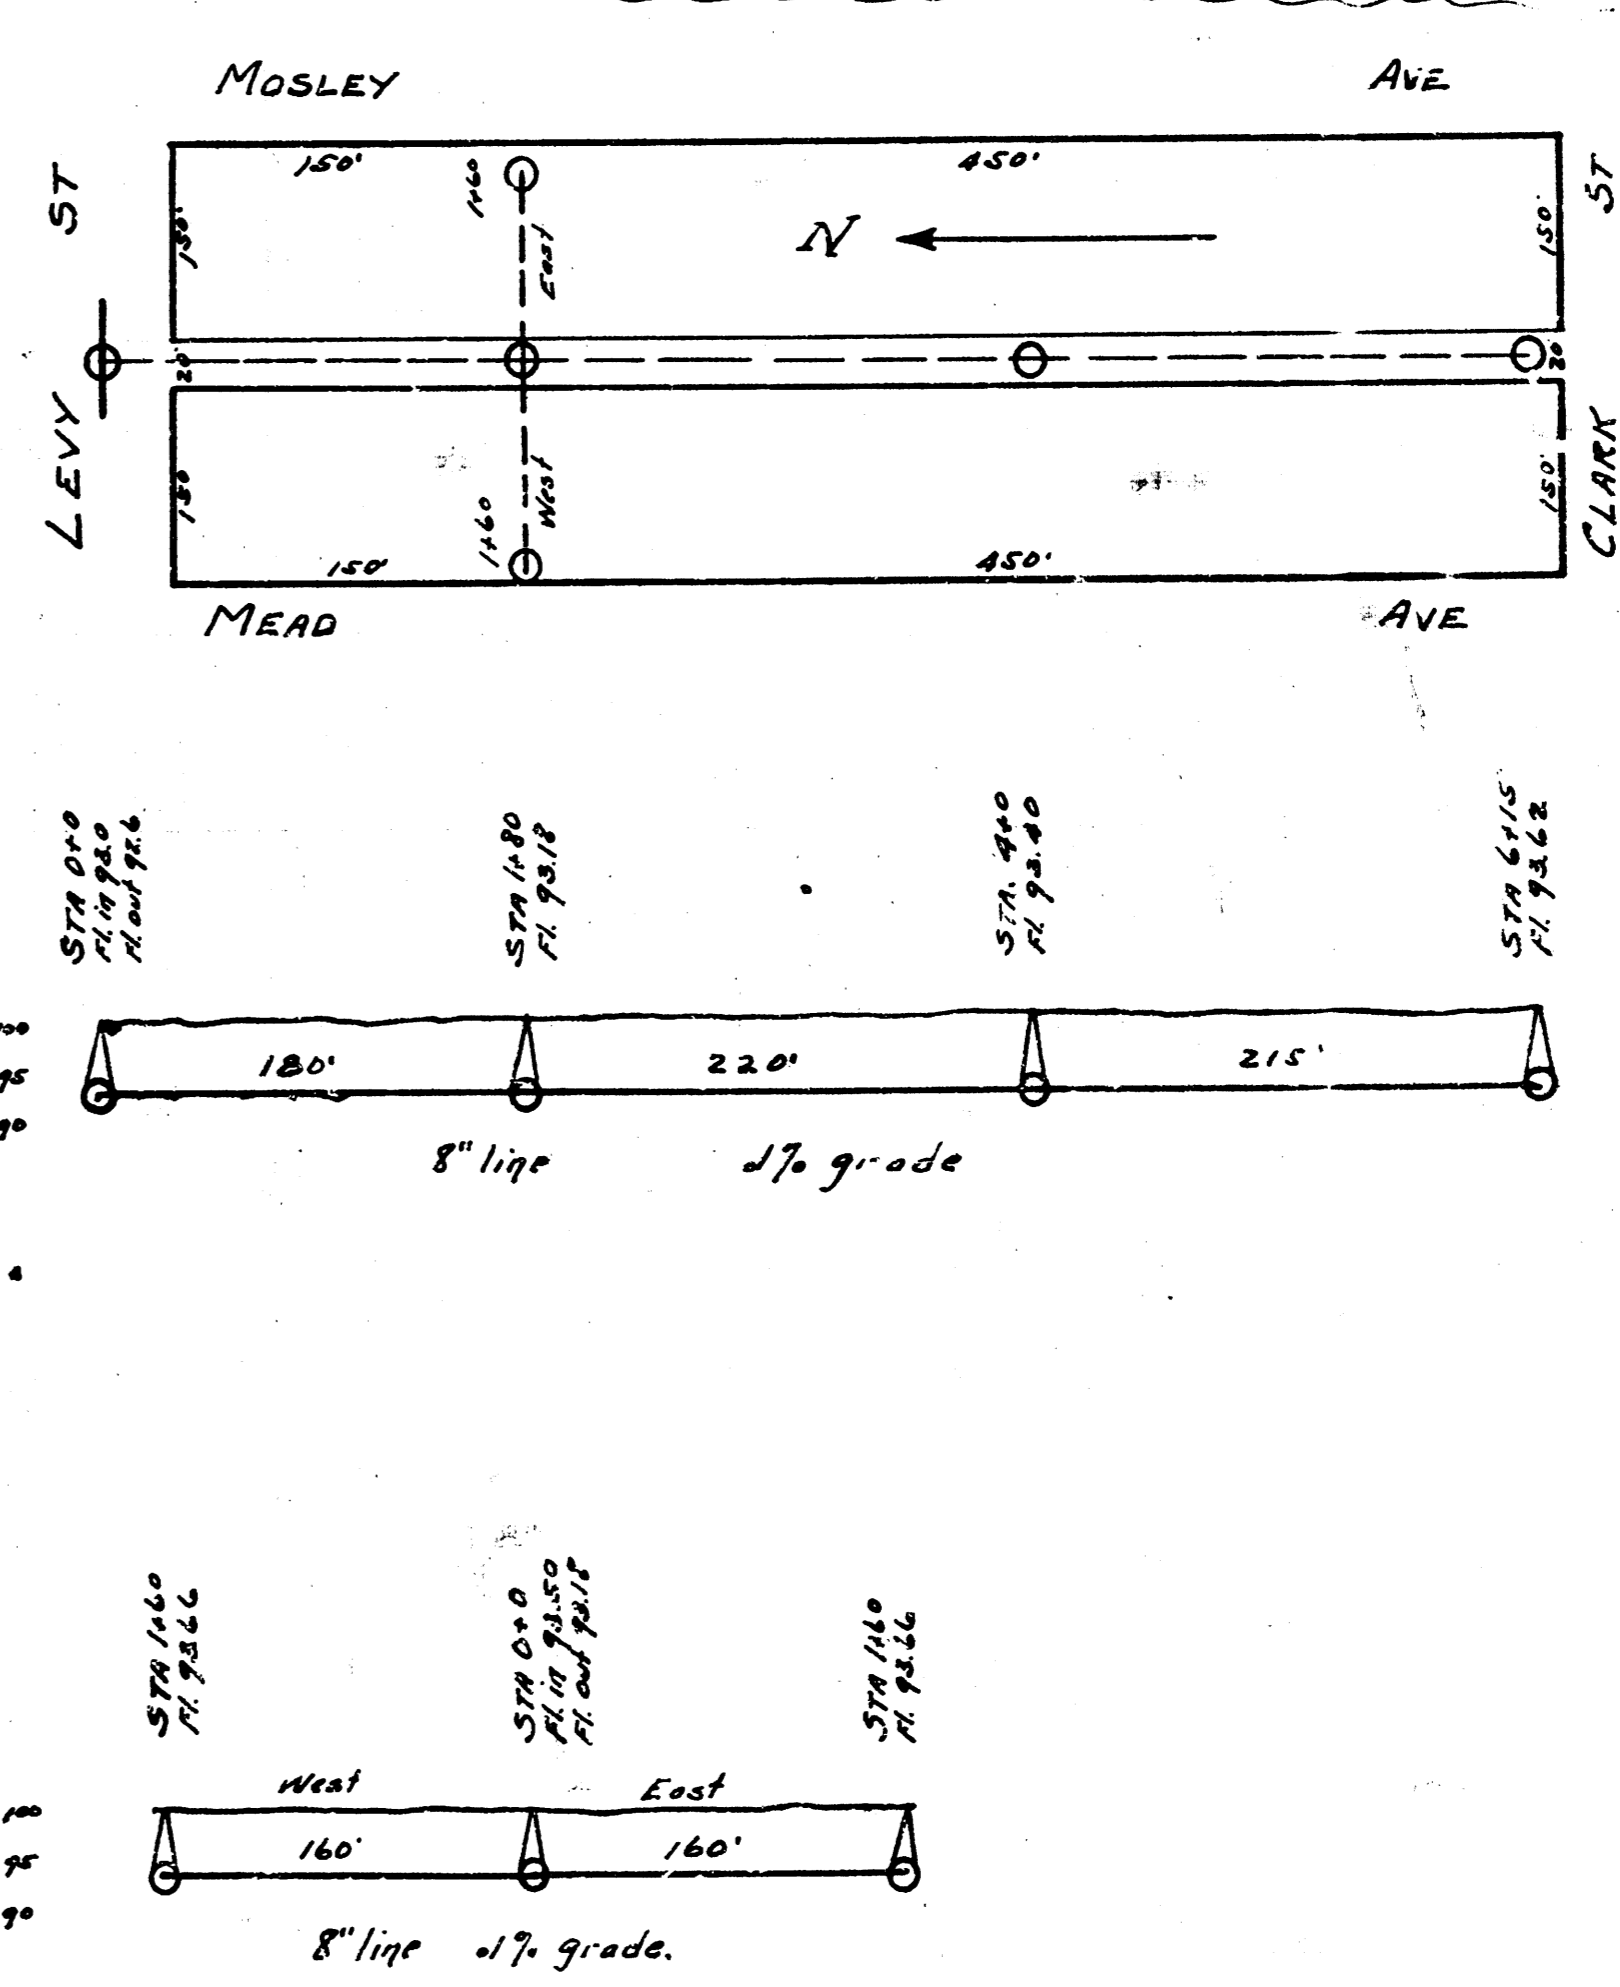 MOSLEY AVE
150' 450'
LEVY ST
CLARK ST
150'
1+60
East
N
150'
20'
20
150
1+60
West
150'
150' 450'
MEAD AVE
STA 0+0
Fl. in 93.0
Fl. out 92.6
STA 1+80
Fl. 93.18
STA. 4+0
Fl. 93.40
STA 6+15
Fl. 93.62
100
95
90
180' 220' 215'
8" line .1% grade
STA 1+60
Fl. 93.66
STA 0+0
Fl. in 93.50
Fl. out 93.18
STA 1+60
Fl. 93.66
West East
100
95
90
160' 160'
8" line .1% grade.